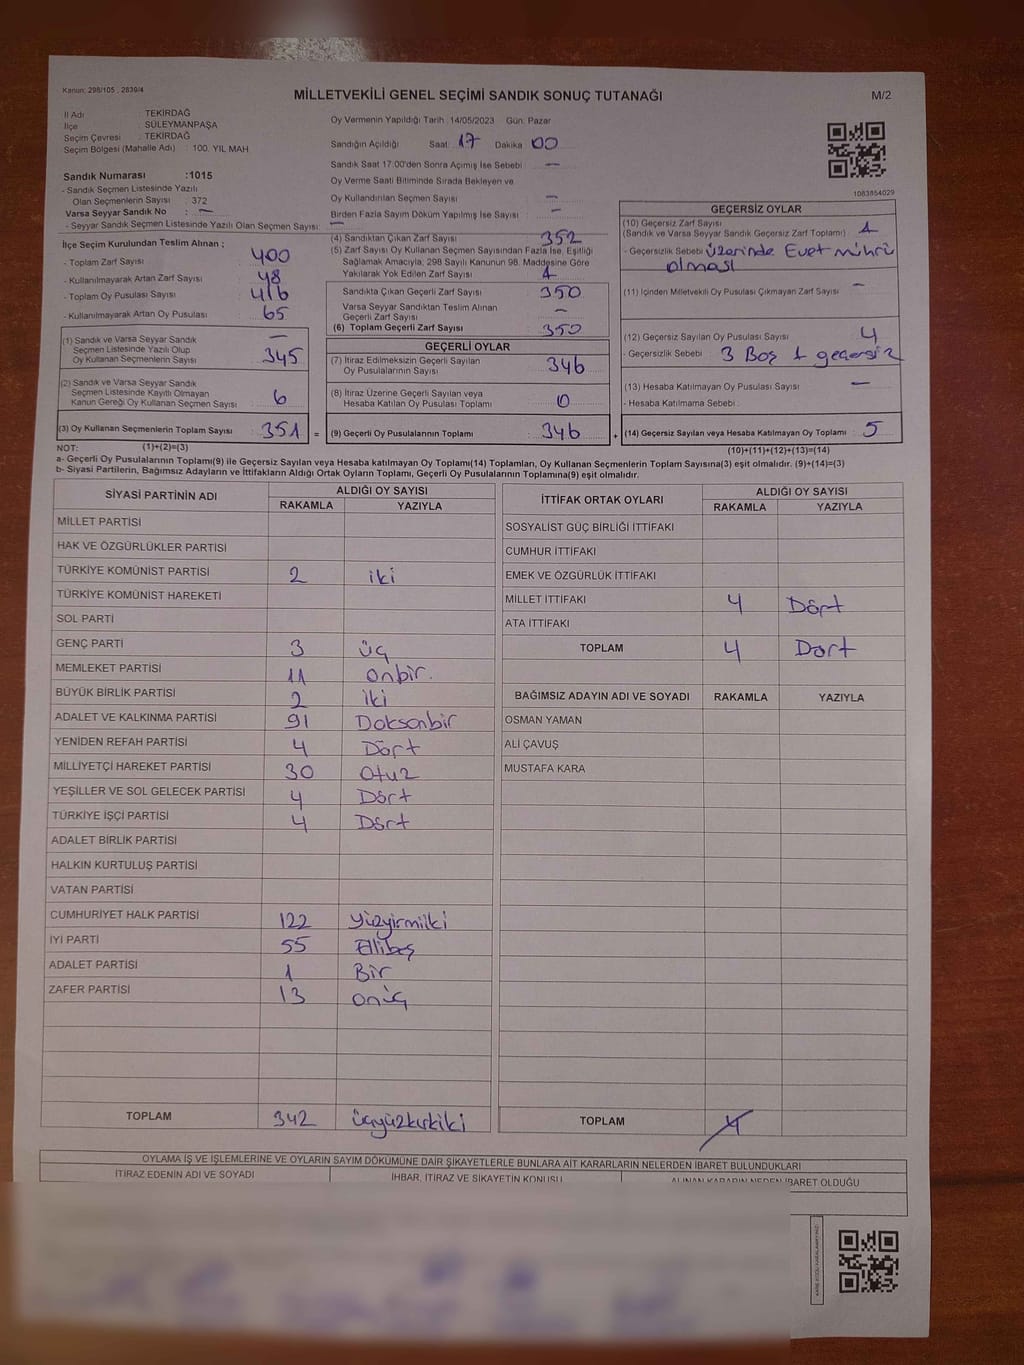 Kanun: 298/105 , 2839/4
MİLLETVEKİLİ GENEL SEÇİMİ SANDIK SONUÇ TUTANAĞI
M/2
İl Adı : TEKİRDAĞ
İlçe : SÜLEYMANPAŞA
Seçim Çevresi : TEKİRDAĞ
Seçim Bölgesi (Mahalle Adı) : 100. YIL MAH
Sandık Numarası :1015
- Sandık Seçmen Listesinde Yazılı
Olan Seçmenlerin Sayısı : 372
Varsa Seyyar Sandık No : —
- Seyyar Sandık Seçmen Listesinde Yazılı Olan Seçmen Sayısı: —
Oy Vermenin Yapıldığı Tarih :14/05/2023 Gün: Pazar
Sandığın Açıldığı Saat: 17 Dakika 00
Sandık Saat 17.00'den Sonra Açımış İse Sebebi —
Oy Verme Saati Bitiminde Sırada Bekleyen ve
Oy Kullandırılan Sayısı —
Birden Fazla Sayım Döküm Yapılmış İse Sayısı —
1083854029
İlçe Seçim Kurulundan Teslim Alınan ;
- Toplam Zarf Sayısı : 400
- Kullanılmayarak Artan Zarf Sayısı : 48
- Toplam Oy Pusulası Sayısı : 416
- Kullanılmayarak Artan Oy Pusulası : 65
(1) Sandık ve Varsa Seyyar Sandık
Seçmen Listesinde Yazılı Olup
Oy Kullanan Seçmenlerin Sayısı : 345
(2) Sandık ve Varsa Seyyar Sandık
Seçmen Listesinde Kayıtlı Olmayan
Kanun Gereği Oy Kullanan Seçmen Sayısı : 6
(3) Oy Kullanan Seçmenlerin Toplam Sayısı : 351 =
(4) Sandıktan Çıkan Zarf Sayısı 352
(5) Zarf Sayısı Oy Kullanan Seçmen Sayısından Fazla İse, Eşitliği
Sağlamak Amacıyla, 298 Sayılı Kanunun 98. Maddesine Göre
Yakılarak Yok Edilen Zarf Sayısı 1
Sandıkta Çıkan Geçerli Zarf Sayısı 350
Varsa Seyyar Sandıktan Teslim Alınan
Geçerli Zarf Sayısı —
(6) Toplam Geçerli Zarf Sayısı 350
GEÇERLİ OYLAR
(7) İtiraz Edilmeksizin Geçerli Sayılan
Oy Pusulalarının Sayısı 346
(8) İtiraz Üzerine Geçerli Sayılan veya
Hesaba Katılan Oy Pusulası Toplamı 0
(9) Geçerli Oy Pusulalarının Toplamı 346 +
GEÇERSİZ OYLAR
(10) Geçersiz Zarf Sayısı
(Sandık ve Varsa Seyyar Sandık Geçersiz Zarf Toplamı) : 1
- Geçersizlik Sebebi : üzerinde Evet mührü
olması
(11) İçinden Milletvekili Oy Pusulası Çıkmayan Zarf Sayısı —
(12) Geçersiz Sayılan Oy Pusulası Sayısı 4
- Geçersizlik Sebebi : 3 Boş 1 geçersiz
(13) Hesaba Katılmayan Oy Pusulası Sayısı —
- Hesaba Katılmama Sebebi :
(14) Geçersiz Sayılan veya Hesaba Katılmayan Oy Toplamı : 5
NOT: (1)+(2)=(3)
(10)+(11)+(12)+(13)=(14)
a- Geçerli Oy Pusulalarının Toplamı(9) ile Geçersiz Sayılan veya Hesaba katılmayan Oy Toplamı(14) Toplamları, Oy Kullanan Seçmenlerin Toplam Sayısına(3) eşit olmalıdır. (9)+(14)=(3)
b- Siyasi Partilerin, Bağımsız Adayların ve İttifakların Aldığı Ortak Oyların Toplamı, Geçerli Oy Pusulalarının Toplamına(9) eşit olmalıdır.
SİYASİ PARTİNİN ADI ALDIĞI OY SAYISI
RAKAMLA YAZIYLA
MİLLET PARTİSİ
HAK VE ÖZGÜRLÜKLER PARTİSİ
TÜRKİYE KOMÜNİST PARTİSİ 2 iki
TÜRKİYE KOMÜNİST HAREKETİ
SOL PARTİ
GENÇ PARTİ 3 üç
MEMLEKET PARTİSİ 11 onbir.
BÜYÜK BİRLİK PARTİSİ 2 iki
ADALET VE KALKINMA PARTİSİ 91 Doksanbir
YENİDEN REFAH PARTİSİ 4 Dört
MİLLİYETÇİ HAREKET PARTİSİ 30 Otuz
YEŞİLLER VE SOL GELECEK PARTİSİ 4 Dört
TÜRKİYE İŞÇİ PARTİSİ 4 Dört
ADALET BİRLİK PARTİSİ
HALKIN KURTULUŞ PARTİSİ
VATAN PARTİSİ
CUMHURİYET HALK PARTİSİ 122 Yüzyirmiiki
İYİ PARTİ 55 Ellibeş
ADALET PARTİSİ 1 Bir
ZAFER PARTİSİ 13 onüç
TOPLAM 342 üçyüzkırkiki
İTTİFAK ORTAK OYLARI ALDIĞI OY SAYISI
RAKAMLA YAZIYLA
SOSYALİST GÜÇ BİRLİĞİ İTTİFAKI
CUMHUR İTTİFAKI
EMEK VE ÖZGÜRLÜK İTTİFAKI
MİLLET İTTİFAKI 4 Dört
ATA İTTİFAKI
TOPLAM 4 Dört
BAĞIMSIZ ADAYIN ADI VE SOYADI RAKAMLA YAZIYLA
OSMAN YAMAN
ALİ ÇAVUŞ
MUSTAFA KARA
TOPLAM
OYLAMA İŞ VE İŞLEMLERİNE VE OYLARIN SAYIM DÖKÜMÜNE DAİR ŞİKAYETLERLE BUNLARA AİT KARARLARIN NELERDEN İBARET BULUNDUKLARI
İTİRAZ EDENİN ADI VE SOYADI İHBAR, İTİRAZ VE ŞİKAYETİN KONUSU ALINAN KARARIN NEDEN İBARET OLDUĞU